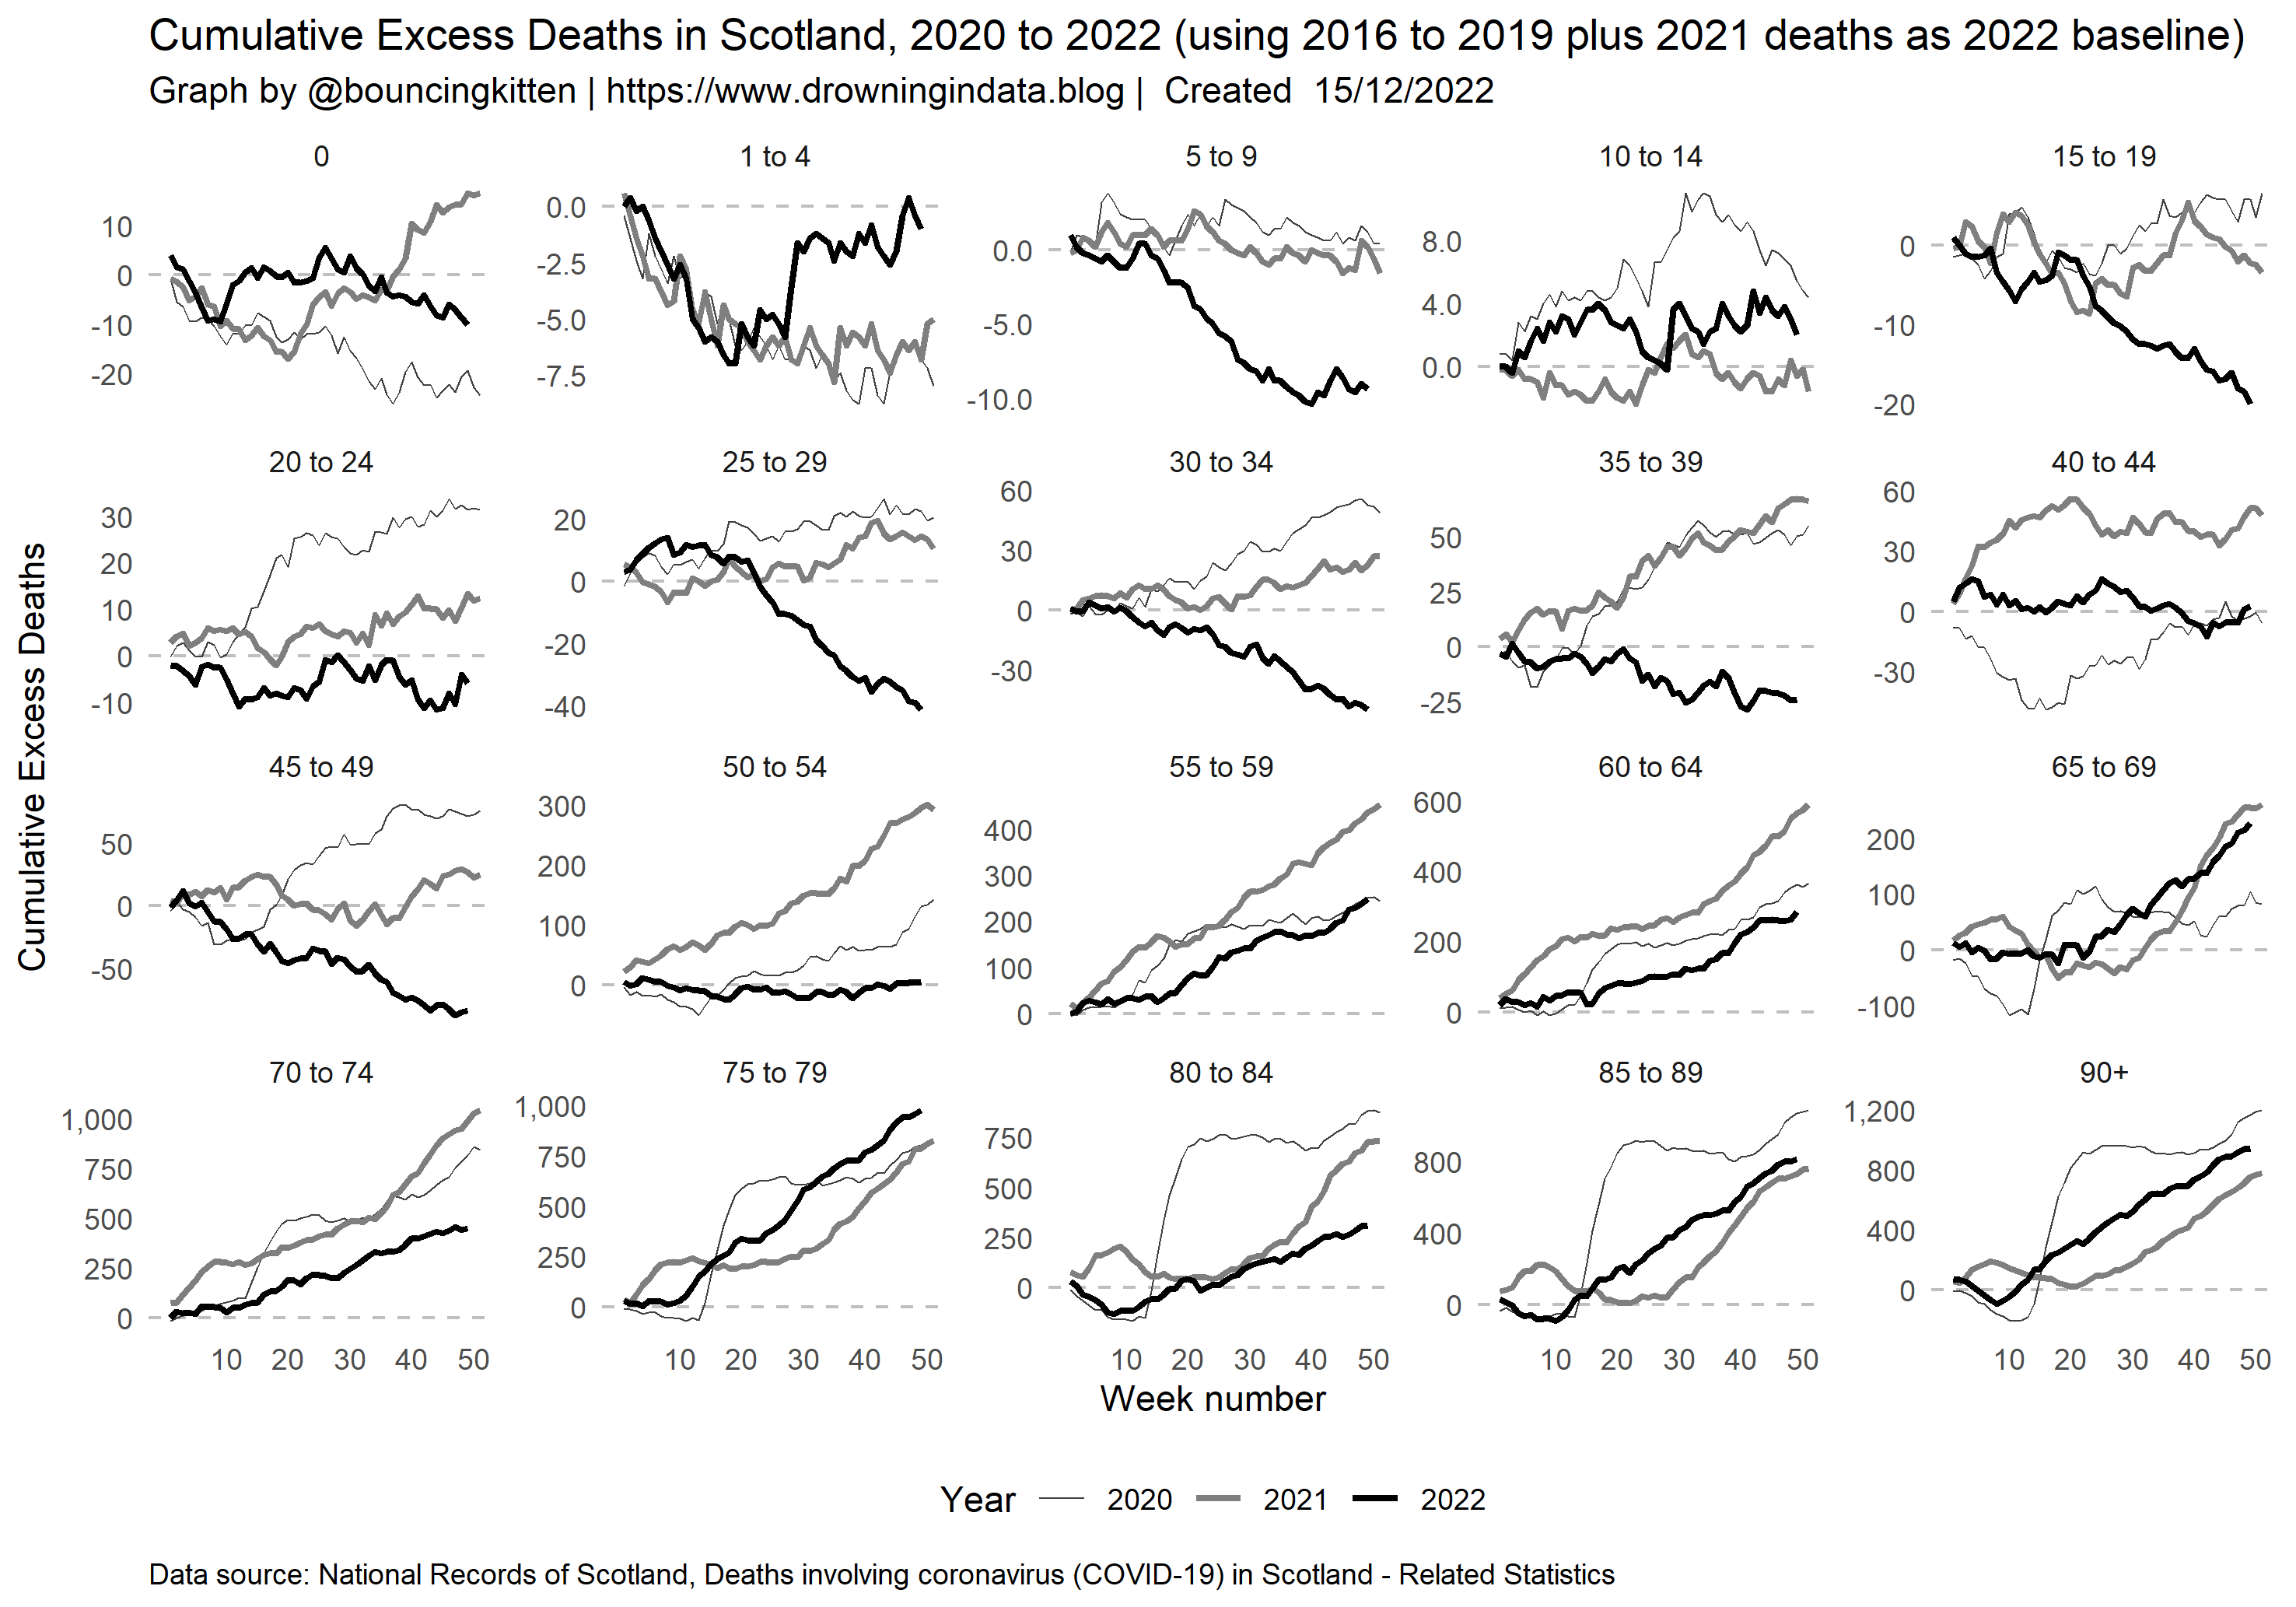 Cumulative Excess Deaths in Scotland, 2020 to 2022 (using 2016 to 2019 plus 2021 deaths as 2022 baseline)
Graph by @bouncingkitten | https://www.drowningindata.blog | Created 15/12/2022
0
1 to 4
5 to 9
10 to 14
15 to 19
10
0
-10
-20
0.0
-2.5
-5.0
-7.5
0.0
-5.0
-10.0
8.0
4.0
0.0
0
-10
-20
20 to 24
25 to 29
30 to 34
35 to 39
40 to 44
30
20
10
0
-10
20
0
-20
-40
60
30
0
-30
50
25
0
-25
60
30
0
-30
Cumulative Excess Deaths
45 to 49
50 to 54
55 to 59
60 to 64
65 to 69
50
0
-50
300
200
100
0
400
300
200
100
0
600
400
200
0
200
100
0
-100
70 to 74
75 to 79
80 to 84
85 to 89
90+
1,000
750
500
250
0
1,000
750
500
250
0
750
500
250
0
800
400
0
1,200
800
400
0
10 20 30 40 50
10 20 30 40 50
10 20 30 40 50
10 20 30 40 50
10 20 30 40 50
Week number
Year 2020 2021 2022
Data source: National Records of Scotland, Deaths involving coronavirus (COVID-19) in Scotland - Related Statistics